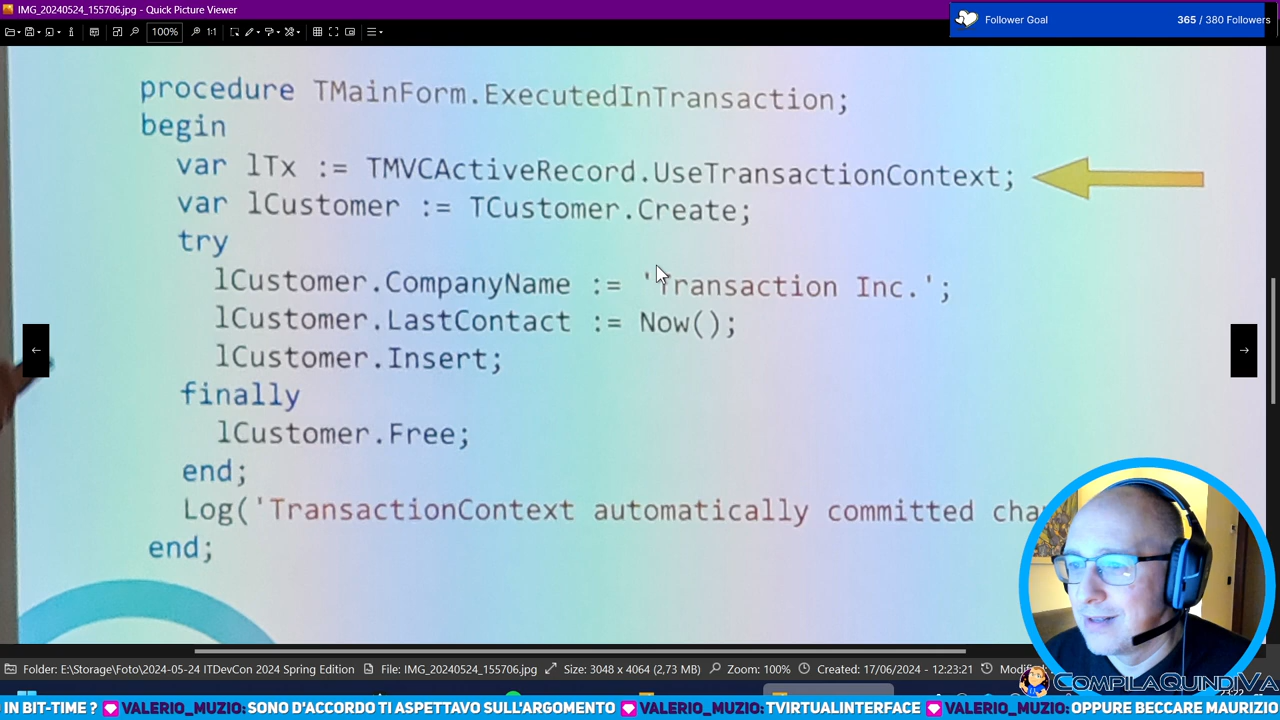 IMG_20240524_155706.jpg - Quick Picture Viewer
Follower Goal 365 / 380 Followers
100% 1:1
procedure TMainForm.ExecutedInTransaction;
begin
var lTx := TMVCActiveRecord.UseTransactionContext;
var lCustomer := TCustomer.Create;
try
lCustomer.CompanyName := 'Transaction Inc.';
lCustomer.LastContact := Now();
lCustomer.Insert;
finally
lCustomer.Free;
end;
Log('TransactionContext automatically committed
end;
Folder: E:\Storage\Foto\2024-05-24 ITDevCon 2024 Spring Edition File: IMG_20240524_155706.jpg Size: 3048 x 4064 (2,73 MB) Zoom: 100% Created: 17/06/2024 - 12:23:21
COMPILAQUINDIVA
IN BIT-TIME ? VALERIO_MUZIO: SONO D'ACCORDO TI ASPETTAVO SULL'ARGOMENTO VALERIO_MUZIO: TVIRTUALINTERFACE VALERIO_MUZIO: OPPURE BECCARE MAURIZIO